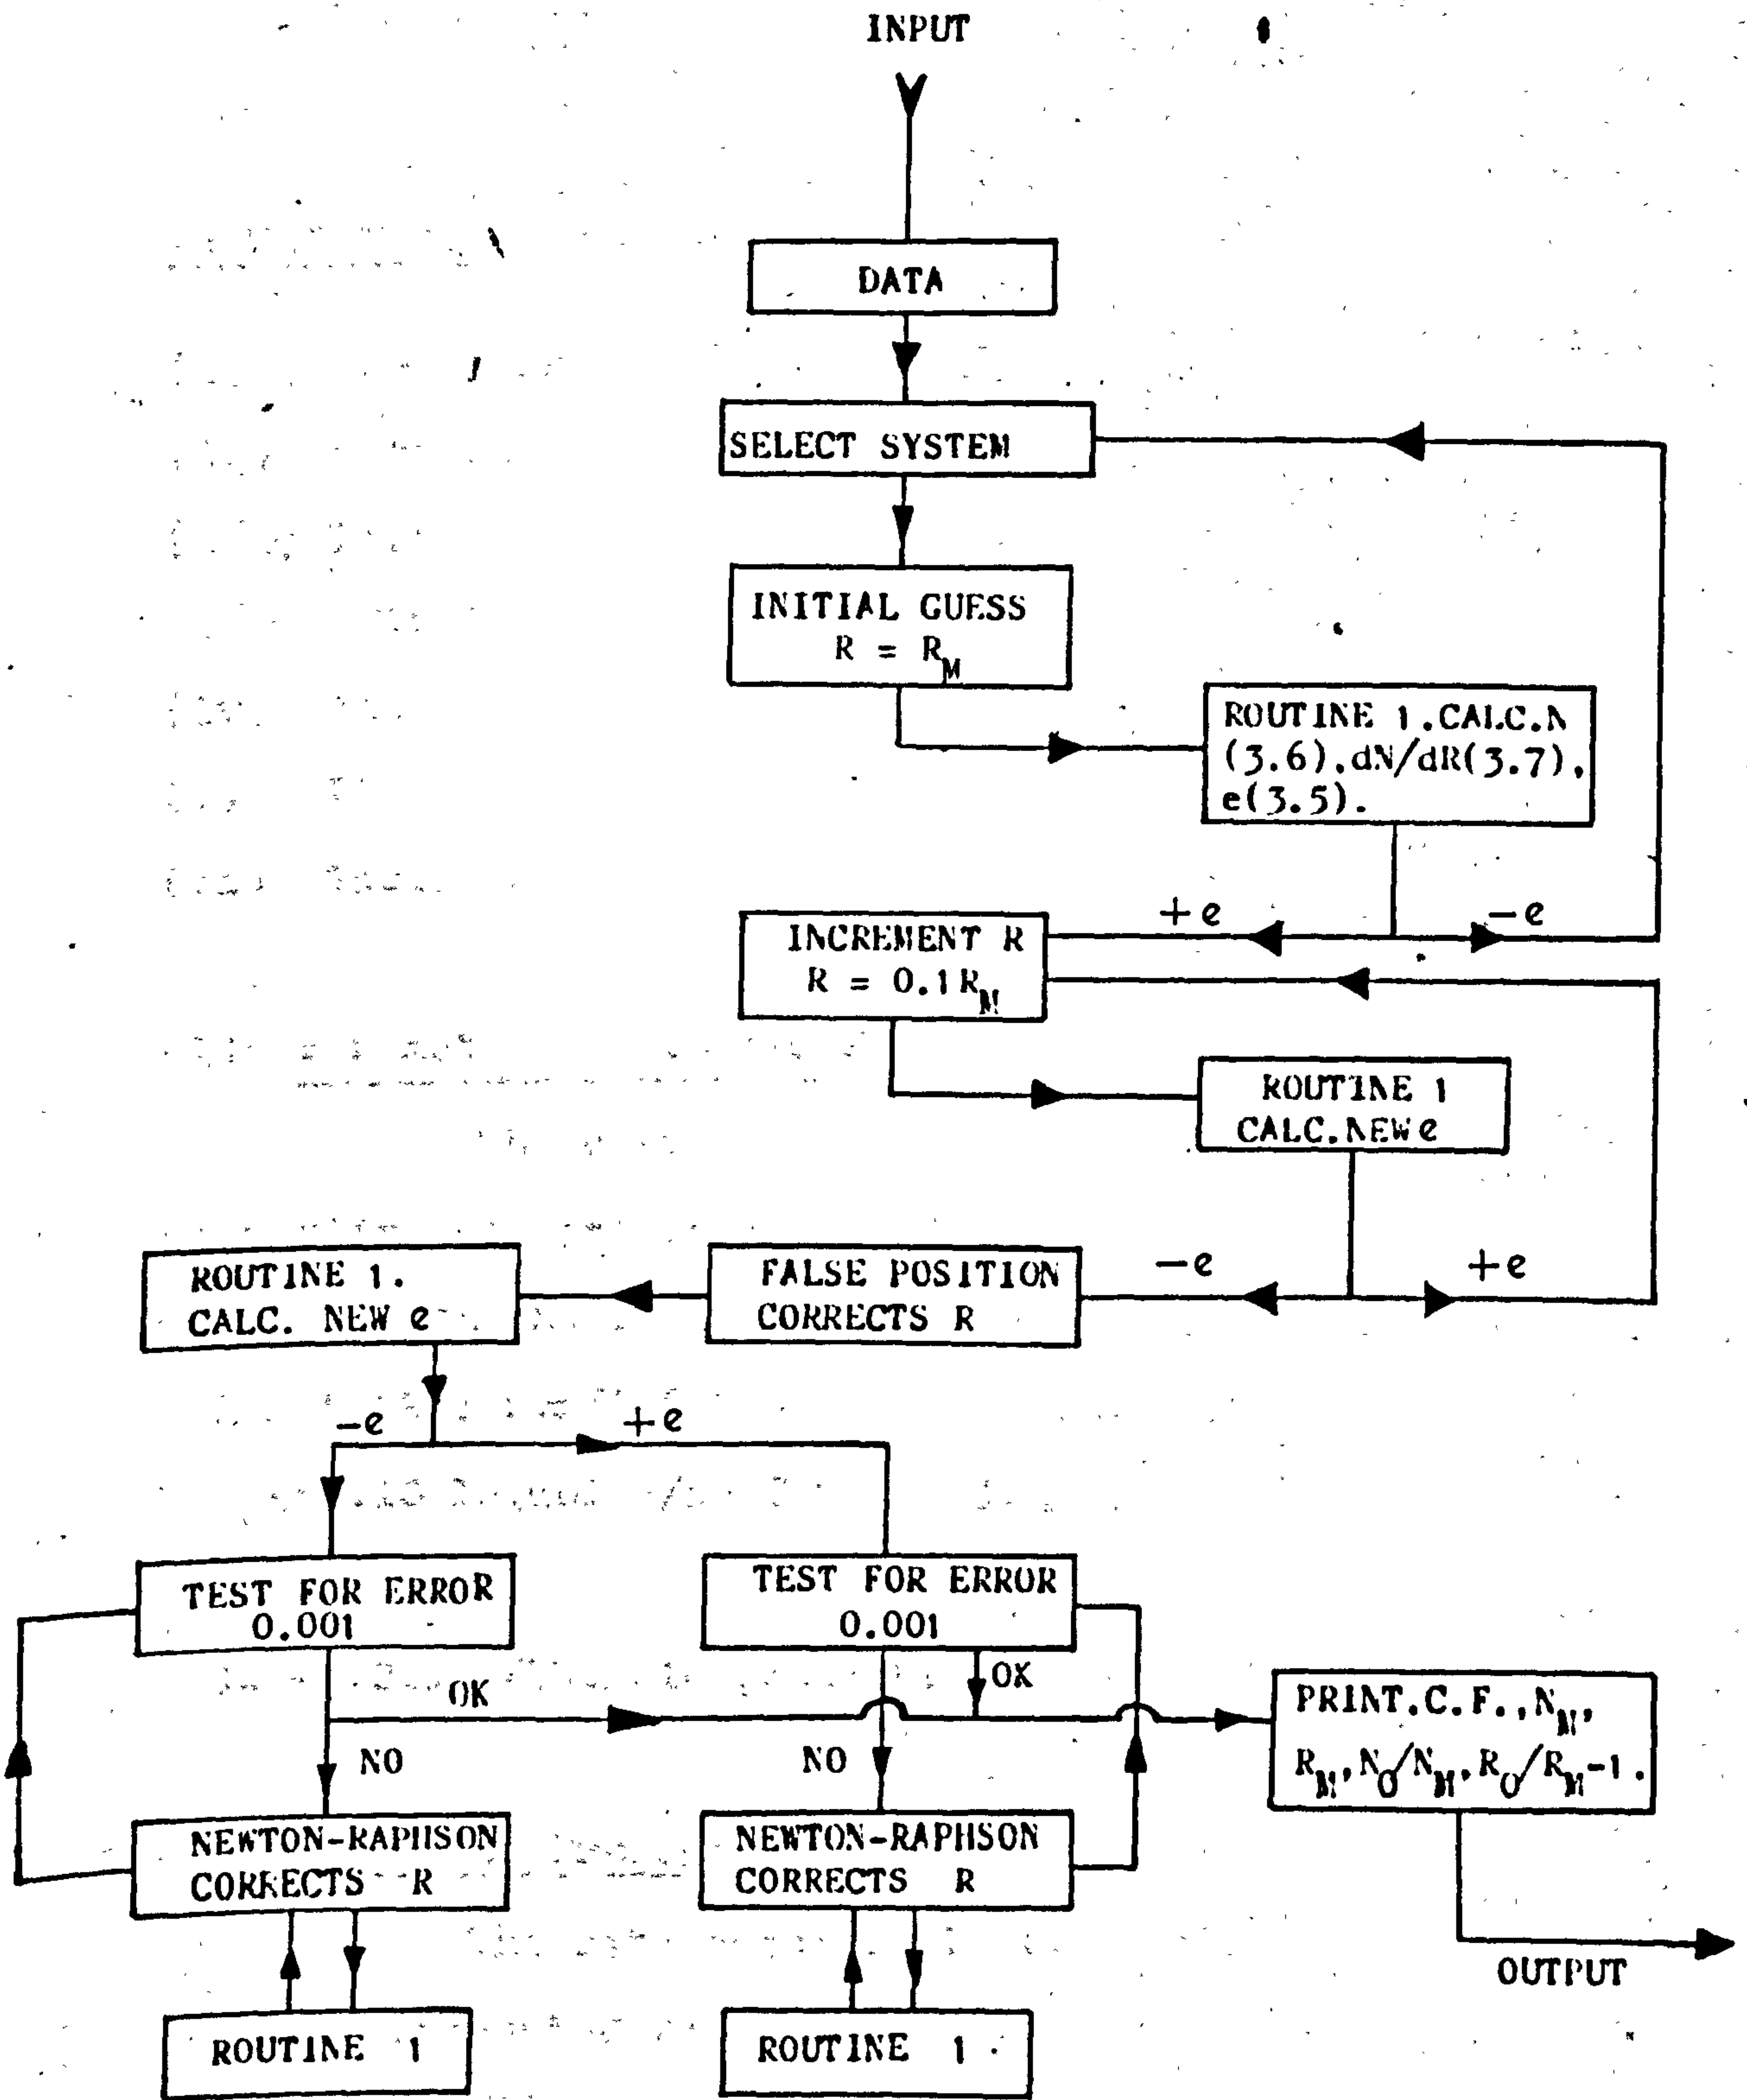 INPUT
DATA
SELECT SYSTEM
INITIAL GUESS
R = R_M
ROUTINE 1.CALC.N
(3.6),dN/dR(3.7),
e(3.5).
+e
-e
INCREMENT R
R = 0.1R_M
ROUTINE 1
CALC.NEW e
-e
+e
FALSE POSITION
CORRECTS R
ROUTINE 1.
CALC. NEW e
-e
+e
TEST FOR ERROR
0.001
TEST FOR ERROR
0.001
OK
OK
NO
NO
PRINT.C.F.,N_M,
R_M,N_O/N_M,R_O/R_M-1.
NEWTON-RAPHSON
CORRECTS R
NEWTON-RAPHSON
CORRECTS R
OUTPUT
ROUTINE 1
ROUTINE 1